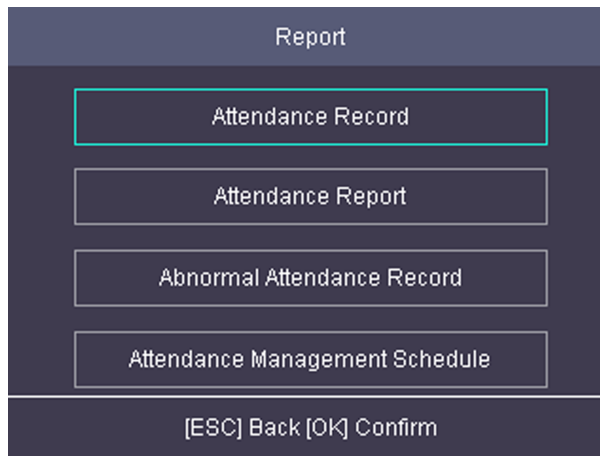 Report
Attendance Record
Attendance Report
Abnormal Attendance Record
Attendance Management Schedule
[ESC] Back [OK] Confirm